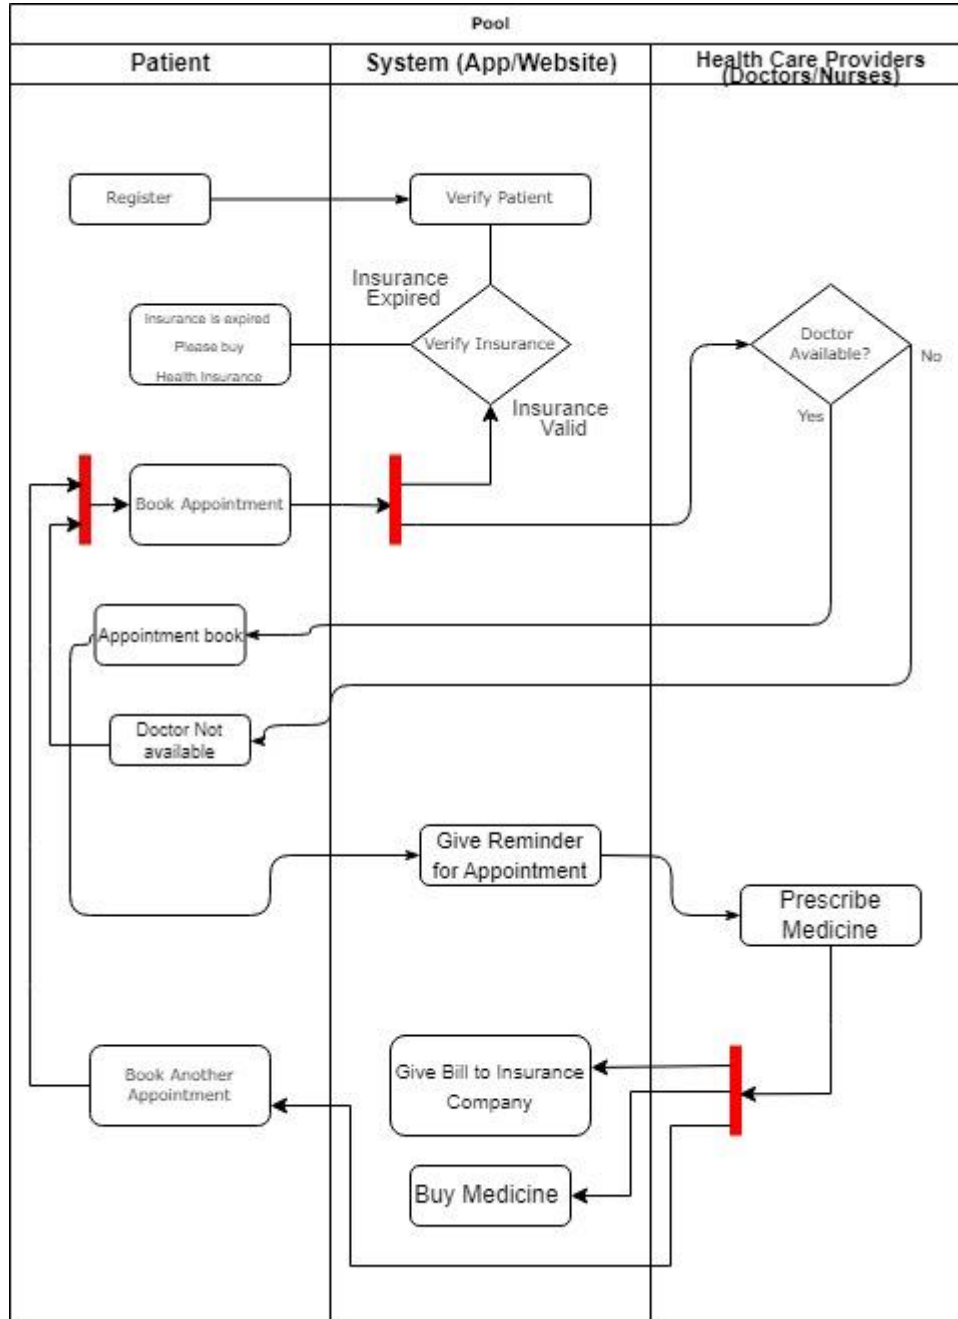 Pool
Patient
System (App/Website)
Health Care Providers
(Doctors/Nurses)
Register
Verify Patient
Insurance
Expired
Insurance is expired
Please buy
Health Insurance
Verify Insurance
Doctor
Available?
No
Yes
Insurance
Valid
Book Appointment
Appointment book
Doctor Not
available
Give Reminder
for Appointment
Prescribe
Medicine
Book Another
Appointment
Give Bill to Insurance
Company
Buy Medicine